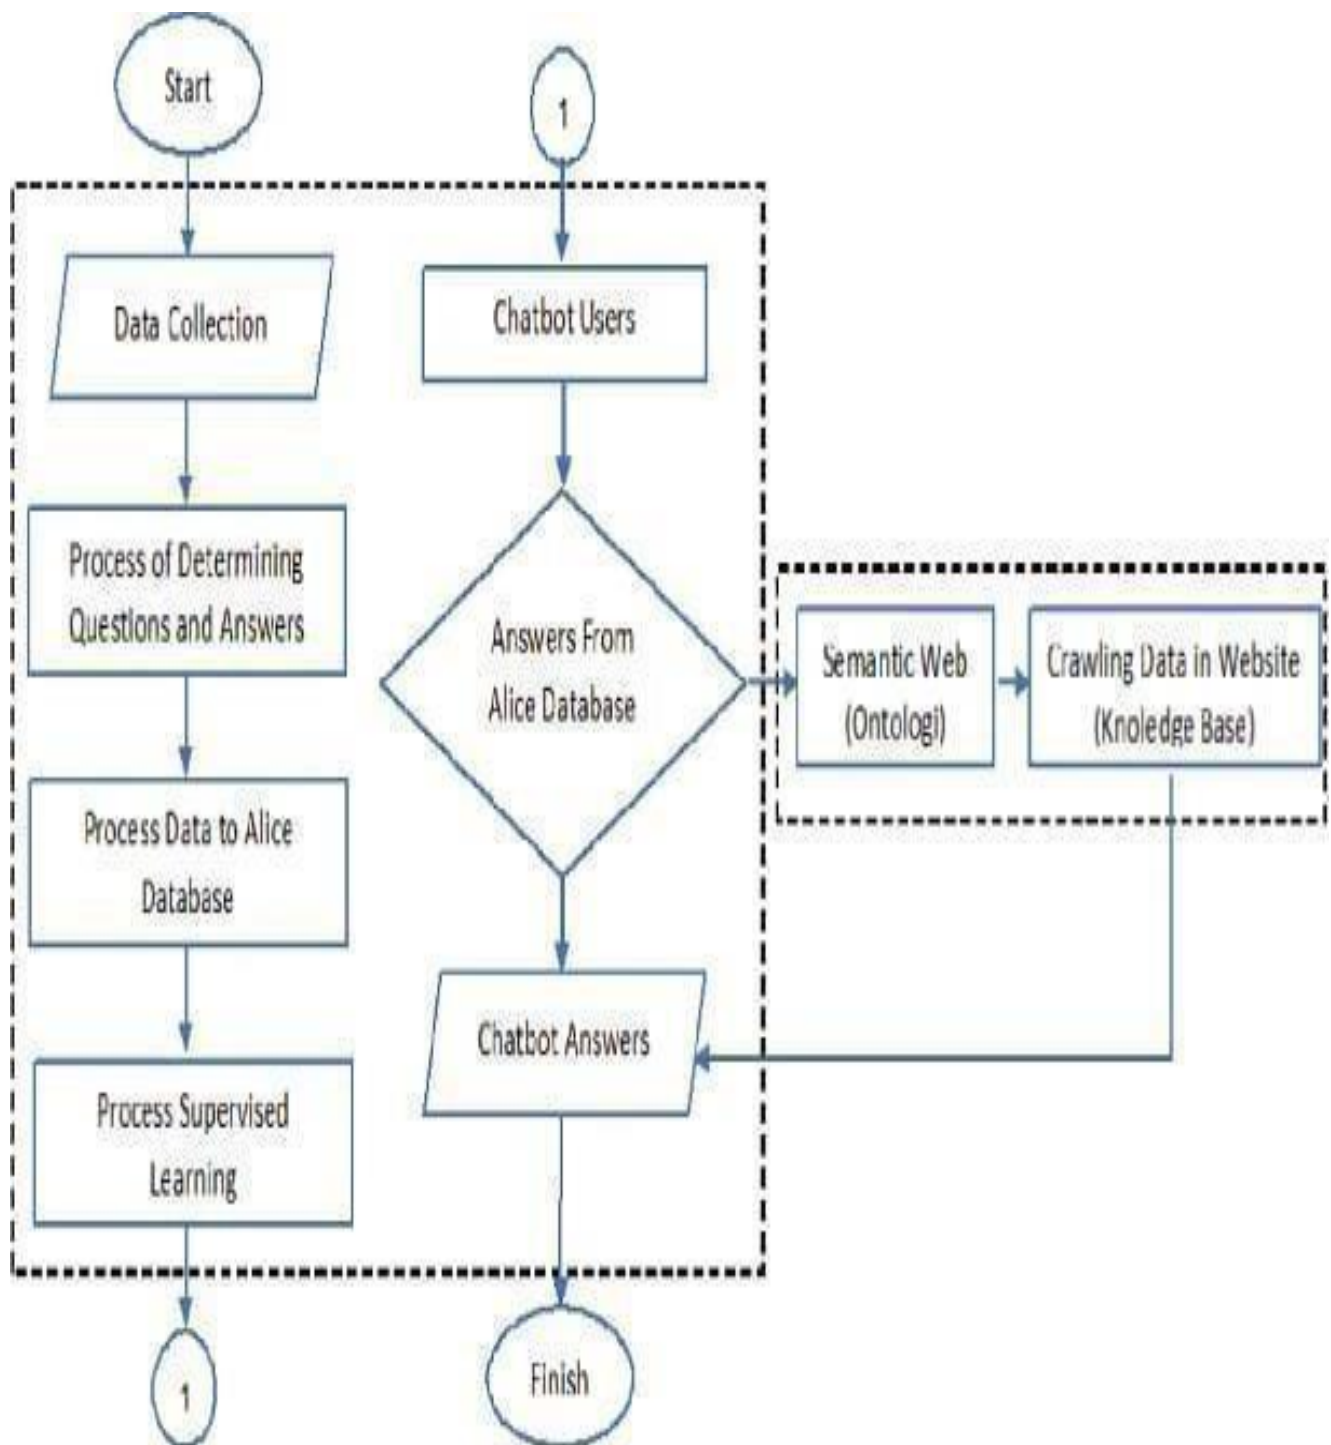 Start
Data Collection
Process of Determining
Questions and Answers
Process Data to Alice
Database
Process Supervised
Learning
1
1
Chatbot Users
Answers From
Alice Database
Semantic Web
(Ontologi)
Crawling Data in Website
(Knoledge Base)
Chatbot Answers
Finish